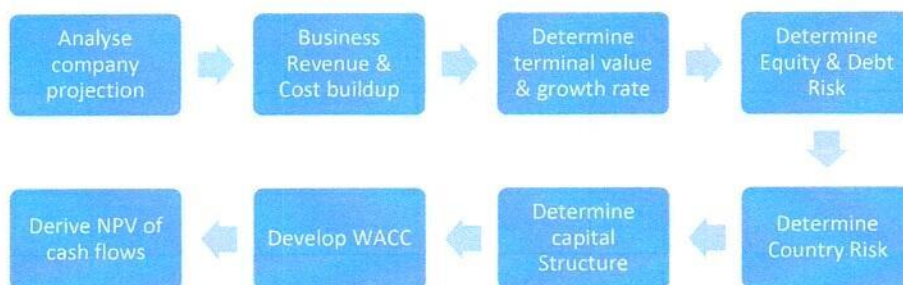 Analyse
company
projection
Business
Revenue &
Cost buildup
Determine
terminal value
& growth rate
Determine
Equity & Debt
Risk
Determine
Country Risk
Determine
capital
Structure
Develop WACC
Derive NPV of
cash flows